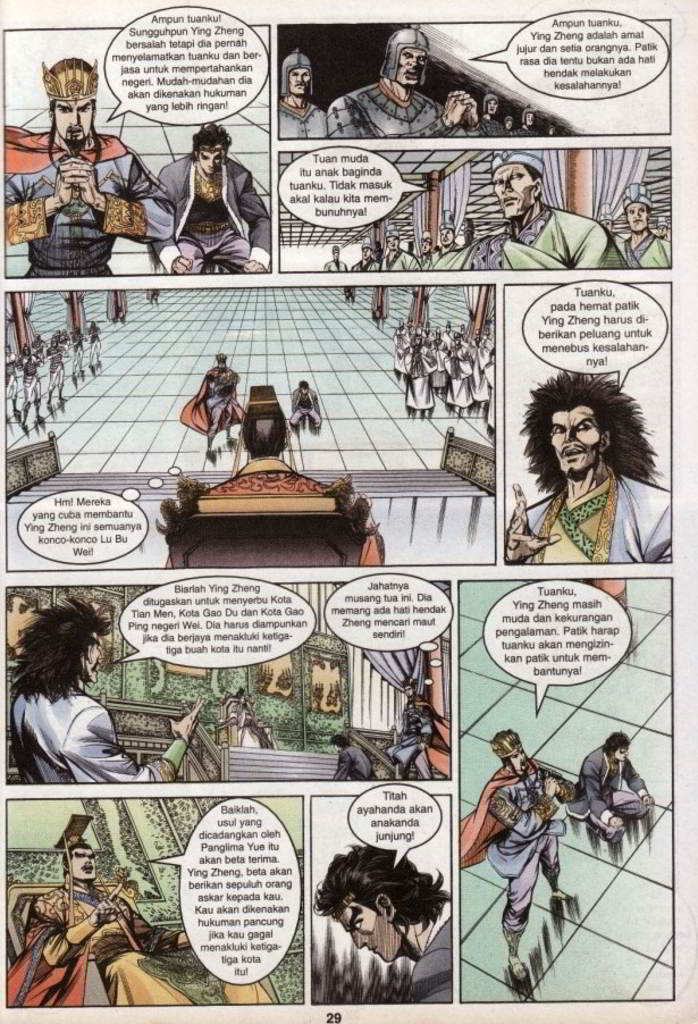 Ampun tuanku!
Sungguhpun Ying Zheng
bersalah tetapi dia pernah
menyelamatkan tuanku dan ber-
jasa untuk mempertahankan
negeri. Mudah-mudahan dia
akan dikenakan hukuman
yang lebih ringan!
Ampun tuanku,
Ying Zheng adalah amat
jujur dan setia orangnya. Patik
rasa dia tentu bukan ada hati
hendak melakukan
kesalahannya!
Tuan muda
itu anak baginda
tuanku. Tidak masuk
akal kalau mem-
bunuhnya!
Hm! Mereka
yang cuba membantu
Ying Zheng ini semuanya
konco-konco Lu Bu
Wei!
Tuanku,
pada hemat patik
Ying Zheng harus di-
berikan peluang untuk
menebus kesalahan-
nya!
Biarlah Ying Zheng
ditugaskan untuk menyerbu Kota
Tian Men, Kota Gao Du dan Kota Gao
Ping negeri Wei. Dia harus diampunkan
jika dia berjaya menakluki ketiga-
tiga buah kota itu nanti!
Jahatnya
musang tua ini. Dia
memang ada hati hendak
Zheng mencari maut
sendiri!
Tuanku,
Ying Zheng masih
muda dan kekurangan
pengalaman. Patik harap
tuanku akan mengizin-
kan patik untuk mem-
bantunya!
Baiklah,
usul yang
dicadangkan oleh
Panglima Yue itu
akan beta terima.
Ying Zheng, beta akan
berikan sepuluh orang
askar kepada kau.
Kau akan dikenakan
hukuman pancung
jika kau gagal
menakluki ketiga-
tiga kota
itu!
Titah
ayahanda akan
anakanda
junjung!
29